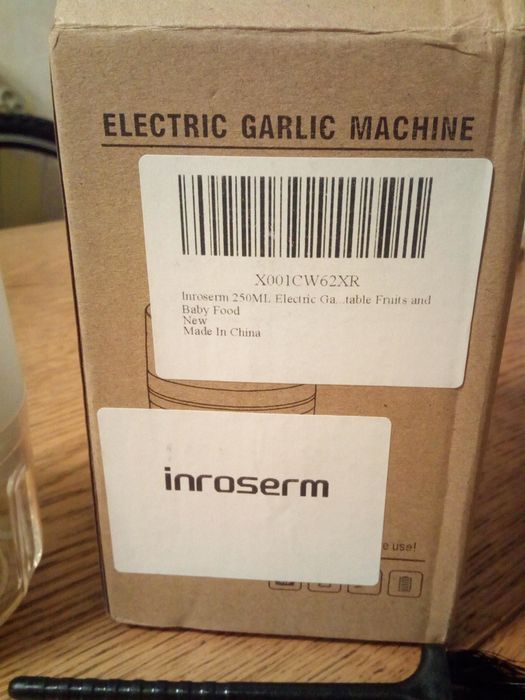 ELECTRIC GARLIC MACHINE
X001CW62XR
Inroserm 250ML Electric Ga...table Fruits and
Baby Food
New
Made In China
inroserm
use!